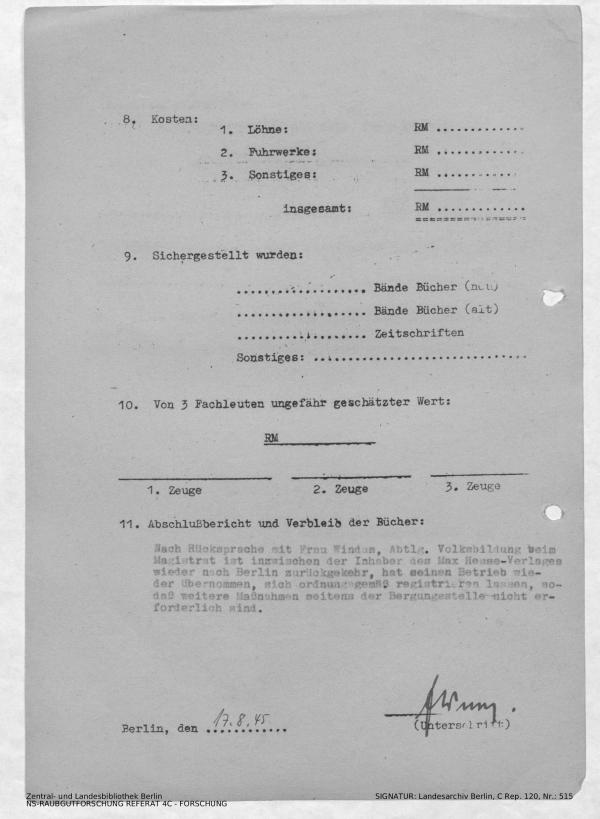 8. Kosten:
1. Löhne: RM .............
2. Fuhrwerke: RM .............
3. Sonstiges: RM .............
insgesamt: RM .............
9. Sichergestellt wurden:
................... Bände Bücher (neu)
................... Bände Bücher (alt)
................... Zeitschriften
Sonstiges: ...............................
10. Von 3 Fachleuten ungefähr geschätzter Wert:
RM
1. Zeuge 2. Zeuge 3. Zeuge
11. Abschlußbericht und Verbleib der Bücher:
Nach Rücksprache mit Frau Windus, Abtlg. Volksbildung beim
Magistrat ist inzwischen der Inhaber des Max Hesse-Verlages
wieder nach Berlin zurückgekehr, hat seinen Betrieb wie-
der übernommen, sich ordnungsgemäß registrieren lassen, so-
daß weitere Maßnahmen seitens der Bergungsstelle nicht er-
forderlich sind.
Berlin, den 17.8.45
(Unterschrift)
Zentral- und Landesbibliothek Berlin
NS-RAUBGUTFORSCHUNG REFERAT 4C - FORSCHUNG
SIGNATUR: Landesarchiv Berlin, C Rep. 120, Nr.: 515